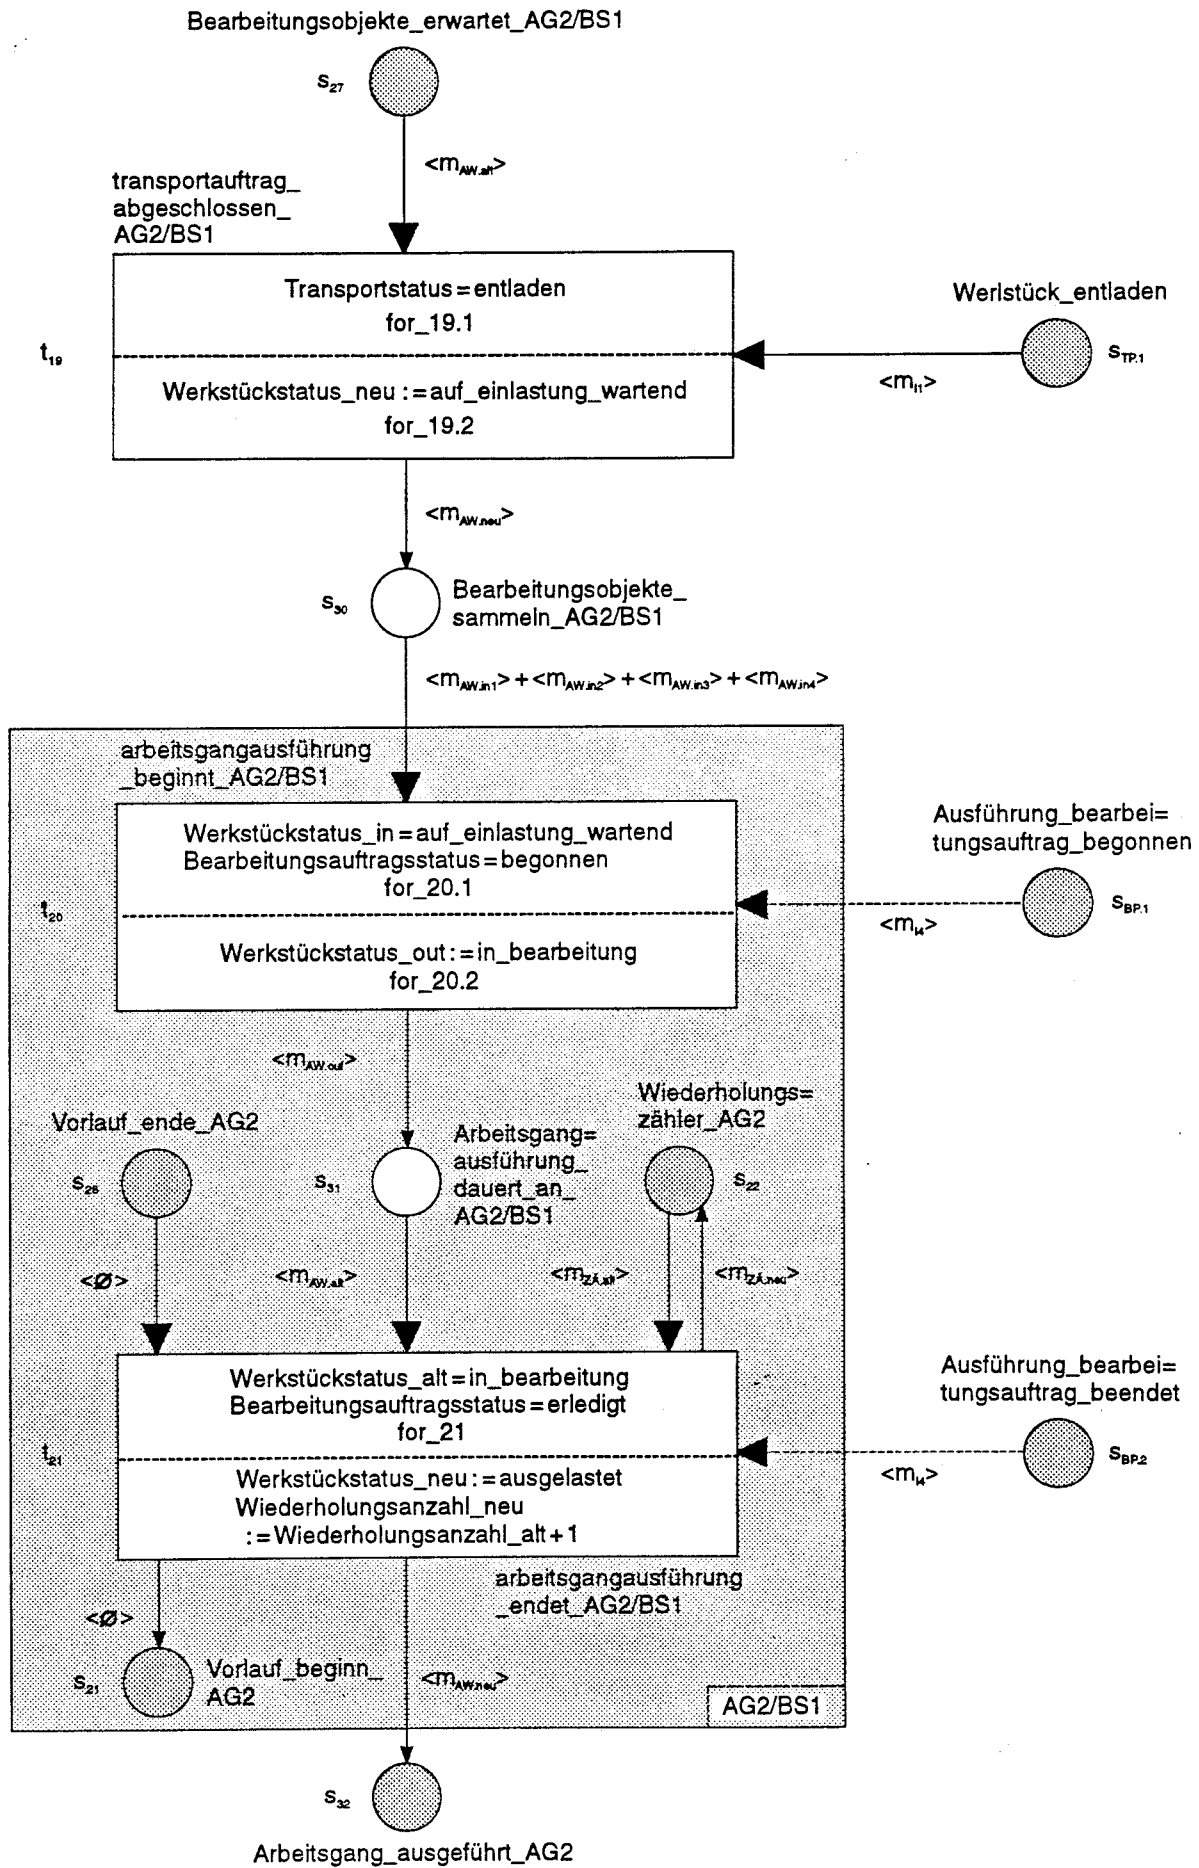 Bearbeitungsobjekte_erwartet_AG2/BS1
s27
<mAW.alt>
transportauftrag_
abgeschlossen_
AG2/BS1
Transportstatus=entladen
for_19.1
t19
Werkstückstatus_neu:=auf_einlastung_wartend
for_19.2
Werlstück_entladen
sTP.1
<mI1>
<mAW.neu>
s30
Bearbeitungsobjekte_
sammeln_AG2/BS1
<mAW.in1>+<mAW.in2>+<mAW.in3>+<mAW.in4>
arbeitsgangausführung
_beginnt_AG2/BS1
Werkstückstatus_in=auf_einlastung_wartend
Bearbeitungsauftragsstatus=begonnen
for_20.1
t20
Werkstückstatus_out:=in_bearbeitung
for_20.2
Ausführung_bearbei=
tungsauftrag_begonnen
sBP.1
<mI4>
<mAW.out>
Vorlauf_ende_AG2
s26
Arbeitsgang=
ausführung_
dauert_an_
AG2/BS1
s31
Wiederholungs=
zähler_AG2
s22
<Ø>
<mAW.alt>
<mZÄ.alt>
<mZÄ.neu>
Werkstückstatus_alt=in_bearbeitung
Bearbeitungsauftragsstatus=erledigt
for_21
t21
Werkstückstatus_neu:=ausgelastet
Wiederholungsanzahl_neu
:=Wiederholungsanzahl_alt+1
Ausführung_bearbei=
tungsauftrag_beendet
sBP.2
<mI4>
arbeitsgangausführung
_endet_AG2/BS1
<Ø>
s21
Vorlauf_beginn_
AG2
<mAW.neu>
AG2/BS1
s32
Arbeitsgang_ausgeführt_AG2